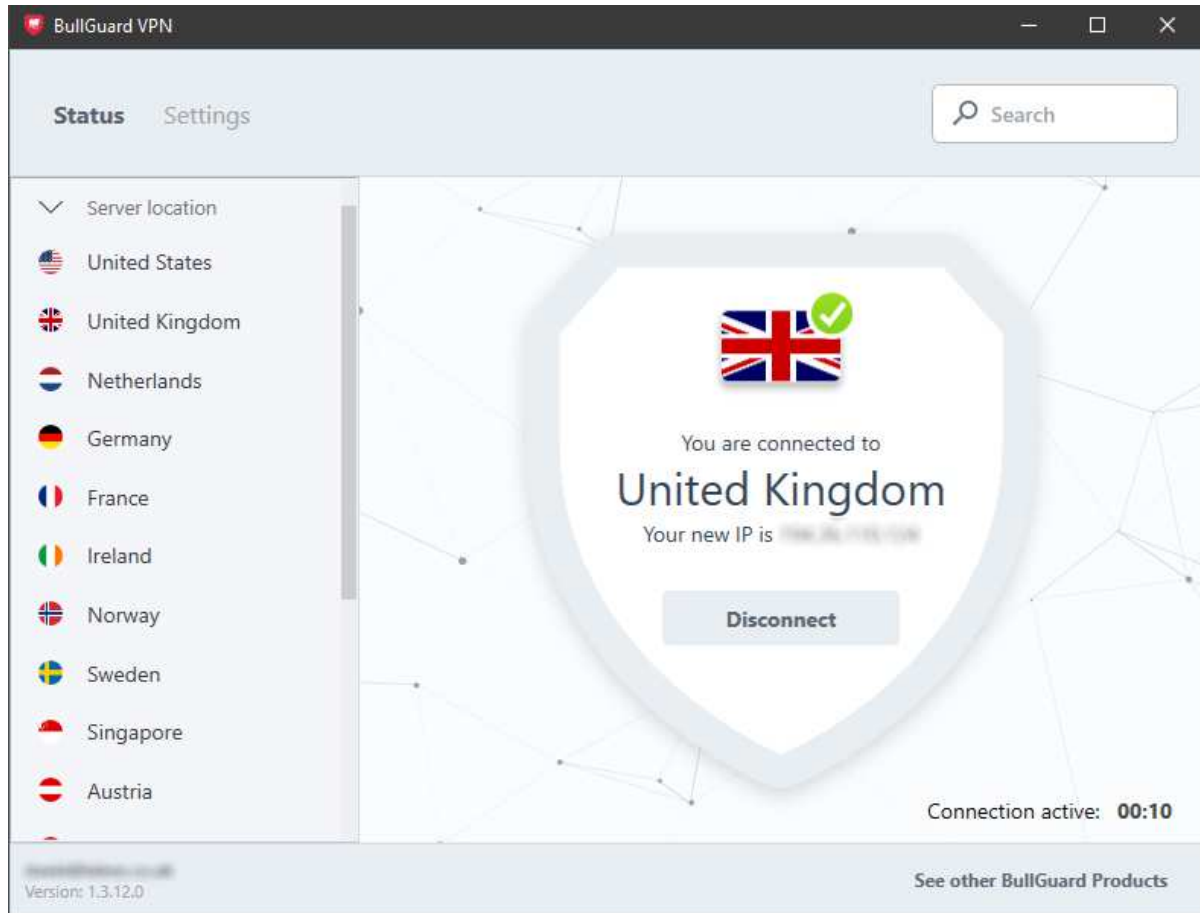 BullGuard VPN
Status Settings
Search
Server location
United States
United Kingdom
Netherlands
Germany
France
Ireland
Norway
Sweden
Singapore
Austria
You are connected to
United Kingdom
Your new IP is
Disconnect
Connection active: 00:10
Version: 1.3.12.0
See other BullGuard Products